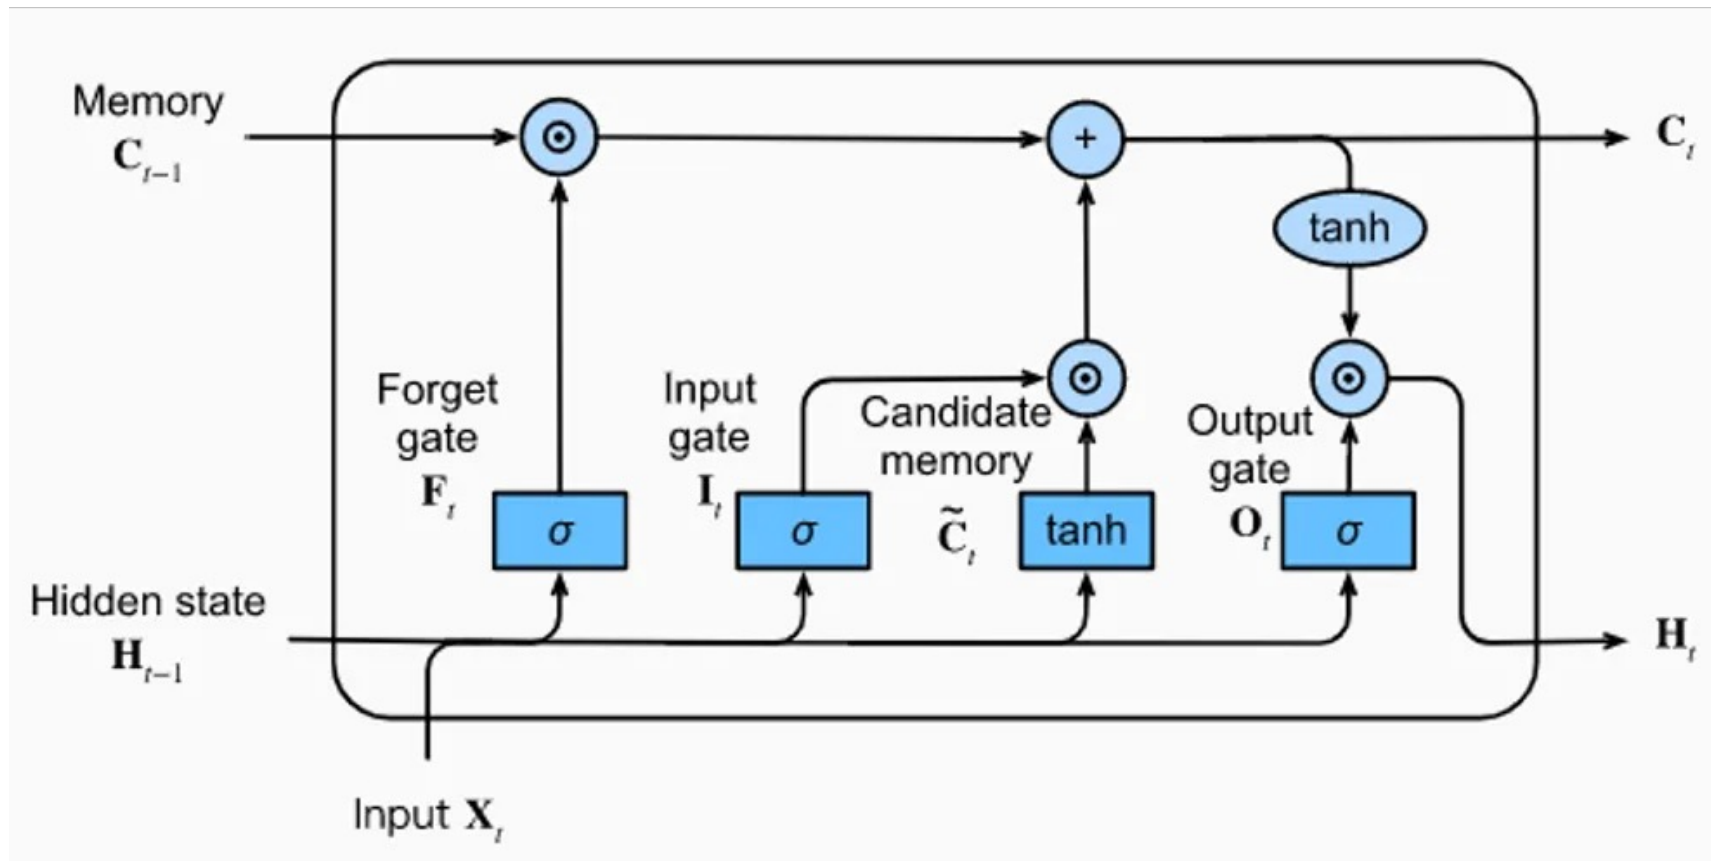 Memory
C_{t-1}
⊙
+
C_t
tanh
Forget
gate
F_t
Input
gate
I_t
Candidate
memory
C̃_t
⊙
Output
gate
O_t
⊙
σ
σ
tanh
σ
Hidden state
H_{t-1}
H_t
Input X_t